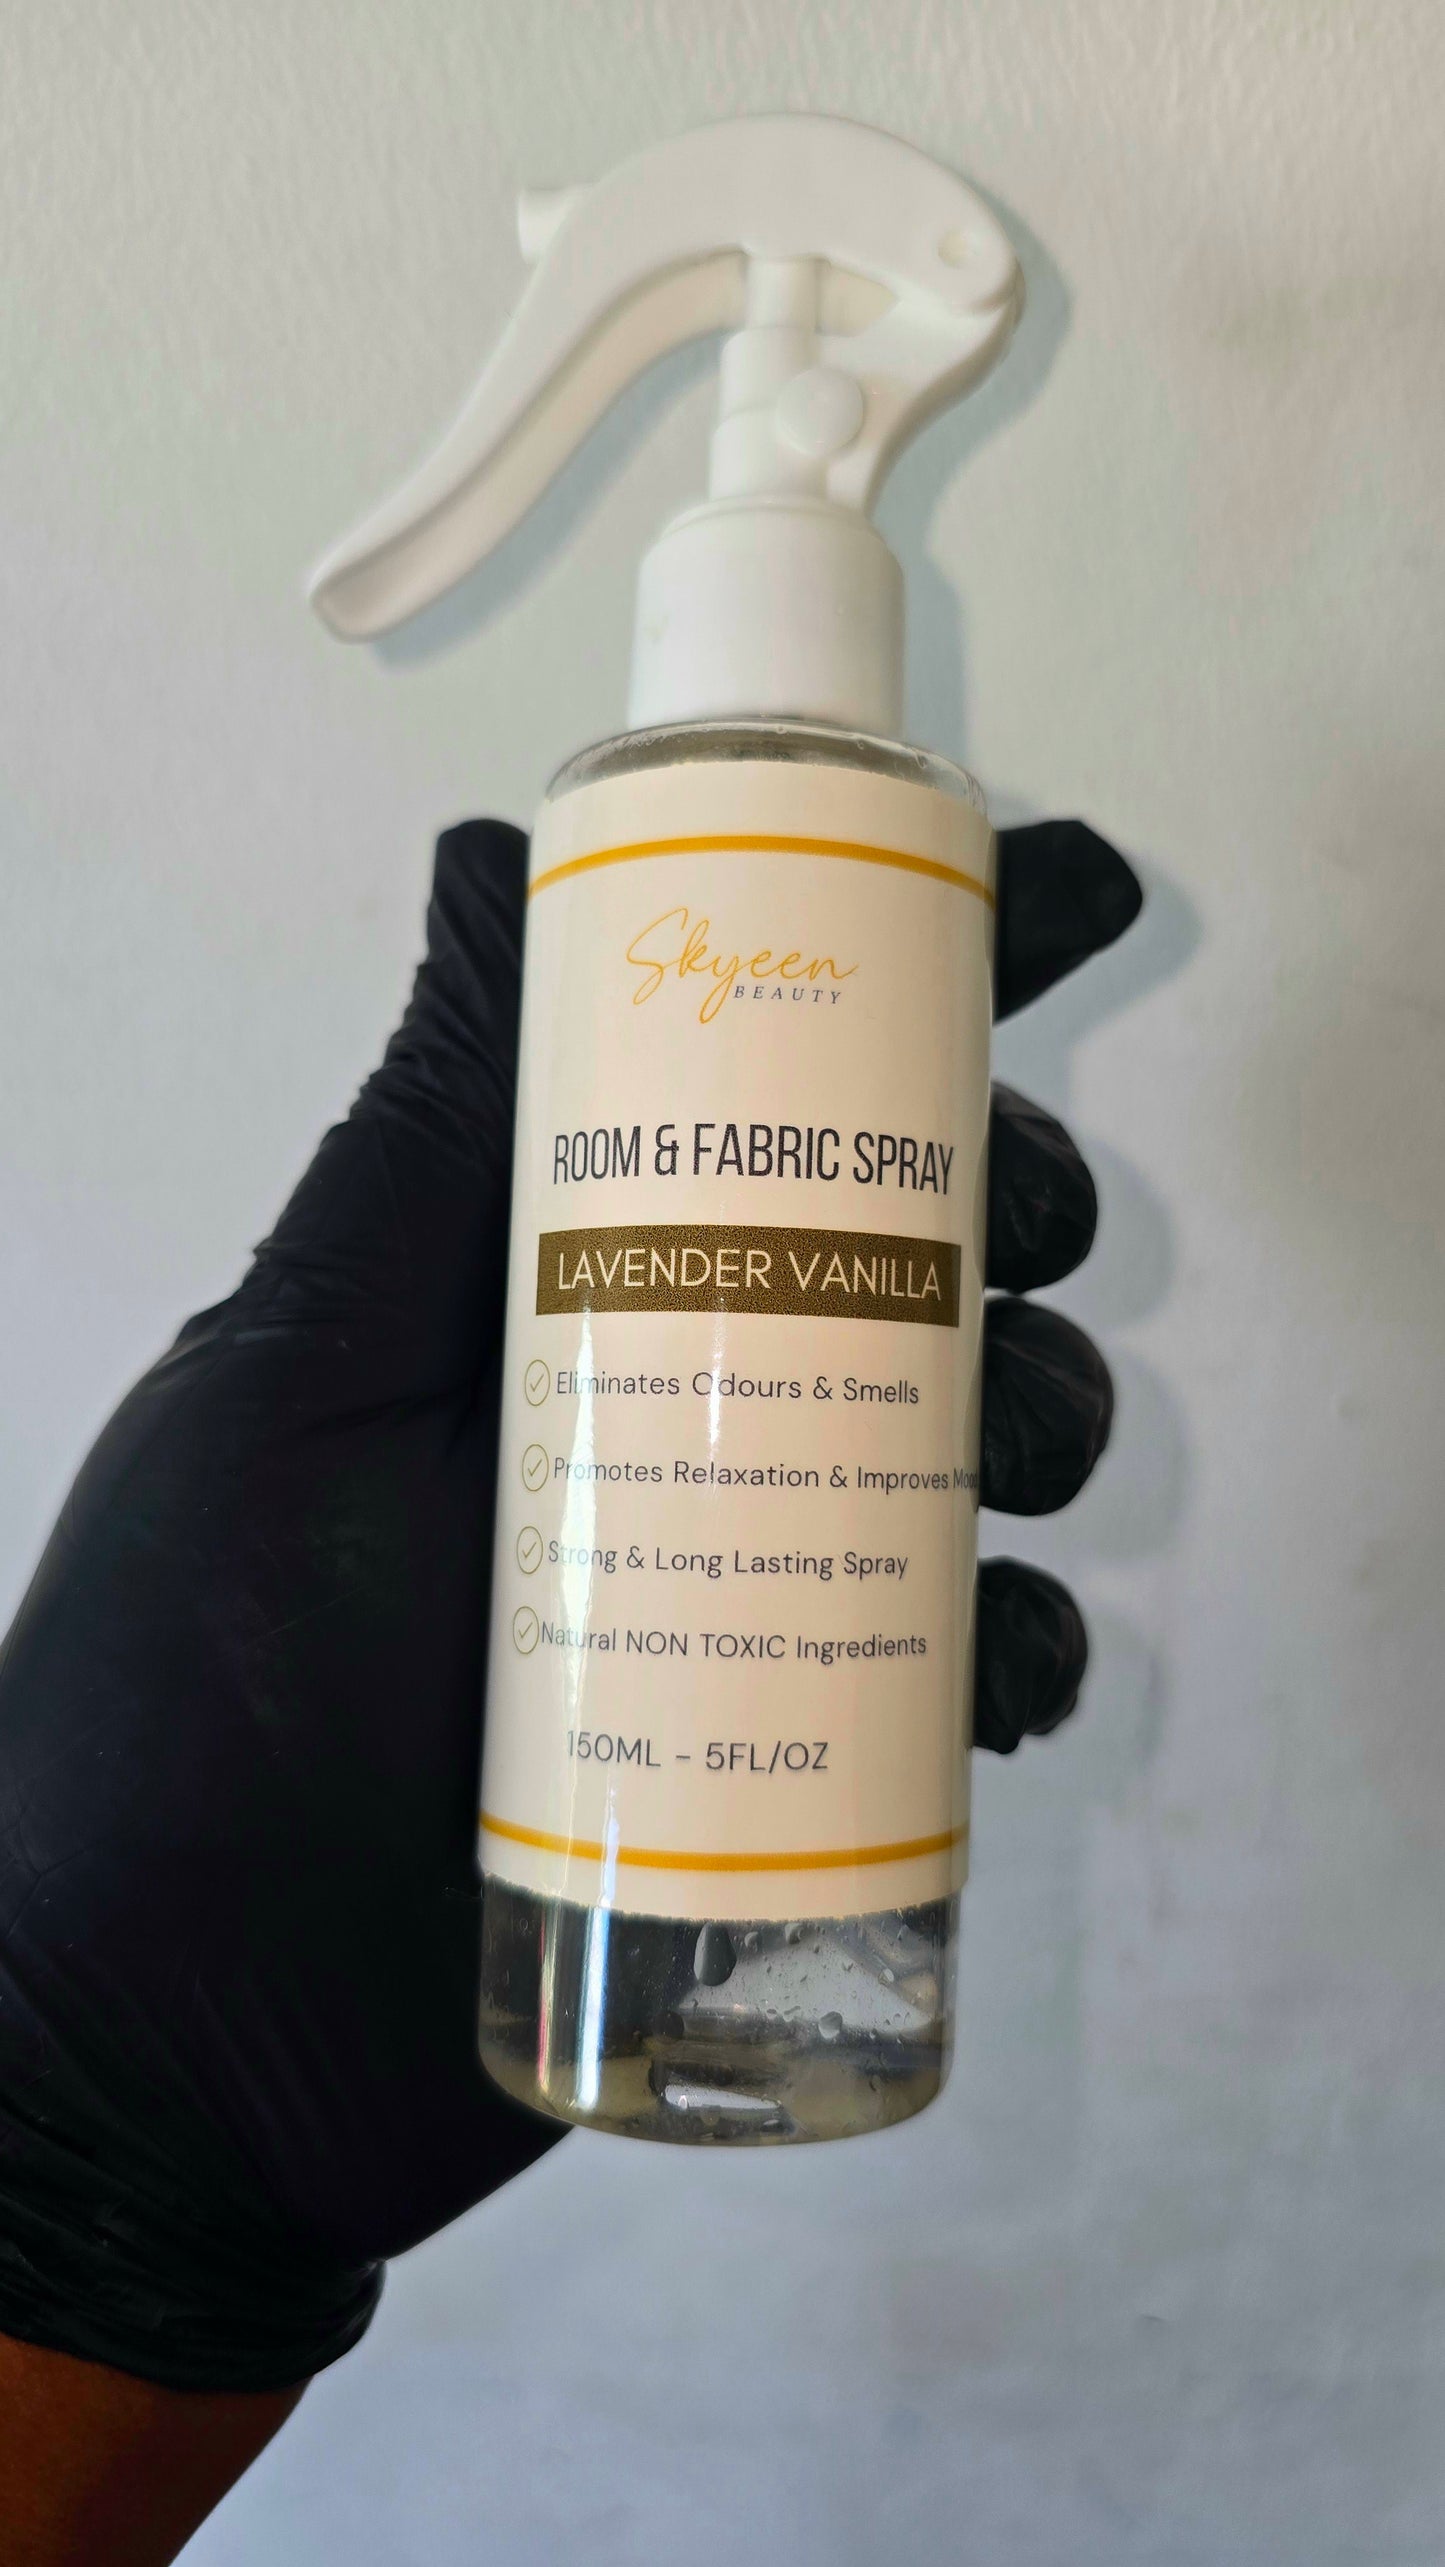 Skyeen
BEAUTY
ROOM & FABRIC SPRAY
LAVENDER VANILLA
Eliminates Odours & Smells
Promotes Relaxation & Improves Mood
Strong & Long Lasting Spray
Natural NON TOXIC Ingredients
150ML - 5FL/OZ